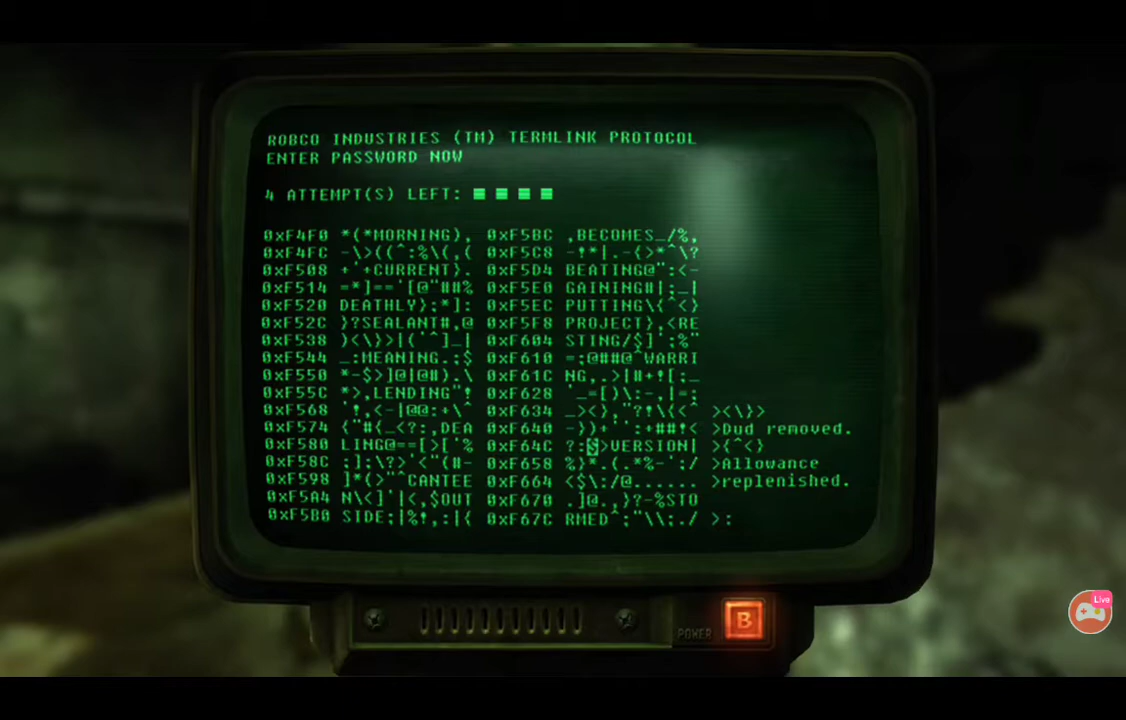 ROBCO INDUSTRIES (TM) TERMLINK PROTOCOL
ENTER PASSWORD NOW
4 ATTEMPT(S) LEFT:
0xF4F0 *(*MORNING), 0xF5BC ,BECOMES_/%,
0xF4FC -\>((^:%\(,( 0xF5C8 -!*|.-{>*^\?
0xF508 +'+CURRENT}. 0xF5D4 BEATING@":<-
0xF514 =*]=='[@"##% 0xF5E0 GAINING#|;_|
0xF520 DEATHLY};*]: 0xF5EC PUTTING\{^<}
0xF52C }?SEALANT#,@ 0xF5F8 PROJECT},<RE
0xF538 )<\}>|('^]_| 0xF604 STING/$]`;%"
0xF544 _:MEANING.:$ 0xF610 =:@##@^WARRI
0xF550 *-$>]@|@#).\ 0xF61C NG,.>|#+![;_
0xF55C *>,LENDING"! 0xF628 '_=[)\:-,|=;
0xF568 '!,<-|@@:+\^ 0xF634 _><},"?!\{<^ ><\}>
0xF574 {"#{_<?:,DEA 0xF640 -})+``:+##!< >Dud removed.
0xF580 LING@==[>['% 0xF64C ?:$>VERSION| >{^<}
0xF58C ;]:\?>'<"(#- 0xF658 %}*.(.*%-`:/ >Allowance
0xF598 ]*(>"^CANTEE 0xF664 <$\:/@...... >replenished.
0xF5A4 N\<]'|<,$OUT 0xF670 .]@.,}?-%STO
0xF5B0 SIDE;|%!,:|{ 0xF67C RMED^:"\\:./ >:
POWER
B
Live